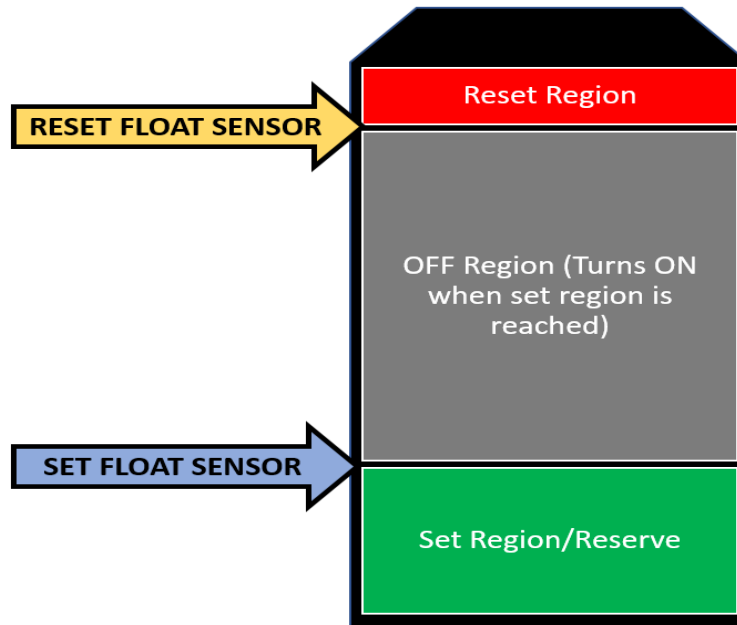 Reset Region
RESET FLOAT SENSOR
OFF Region (Turns ON
when set region is
reached)
SET FLOAT SENSOR
Set Region/Reserve